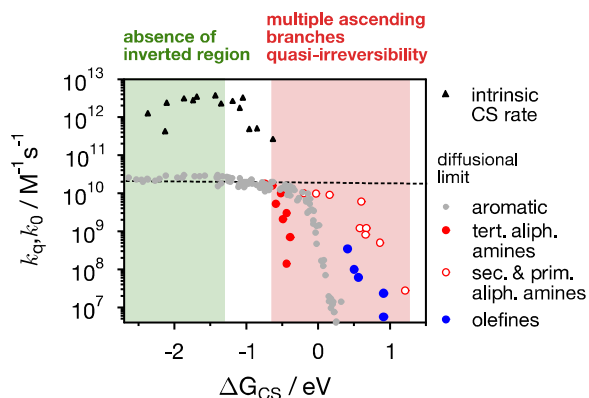 absence of
inverted region
multiple ascending
branches
quasi-irreversibility
k_q,k_0 / M^-1 s^-1
10^13
10^12
10^11
10^10
10^9
10^8
10^7
-2
-1
0
1
ΔG_CS / eV
intrinsic
CS rate
diffusional
limit
aromatic
tert. aliph.
amines
sec. & prim.
aliph. amines
olefines